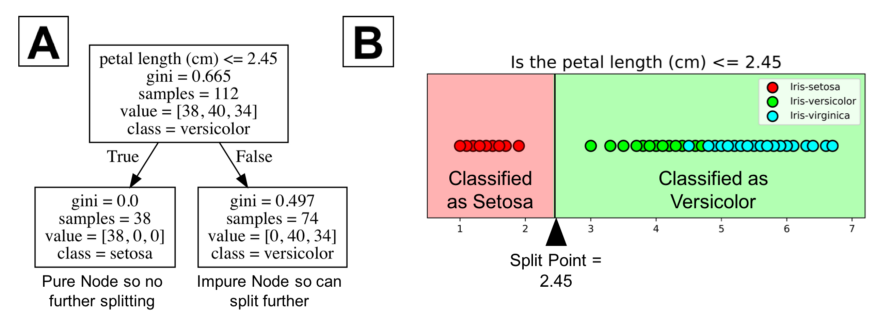 A
petal length (cm) <= 2.45
gini = 0.665
samples = 112
value = [38, 40, 34]
class = versicolor
True
False
gini = 0.0
samples = 38
value = [38, 0, 0]
class = setosa
gini = 0.497
samples = 74
value = [0, 40, 34]
class = versicolor
Pure Node so no
further splitting
Impure Node so can
split further
B
Is the petal length (cm) <= 2.45
Iris-setosa
Iris-versicolor
Iris-virginica
Classified
as Setosa
Classified as
Versicolor
1 2 3 4 5 6 7
Split Point =
2.45